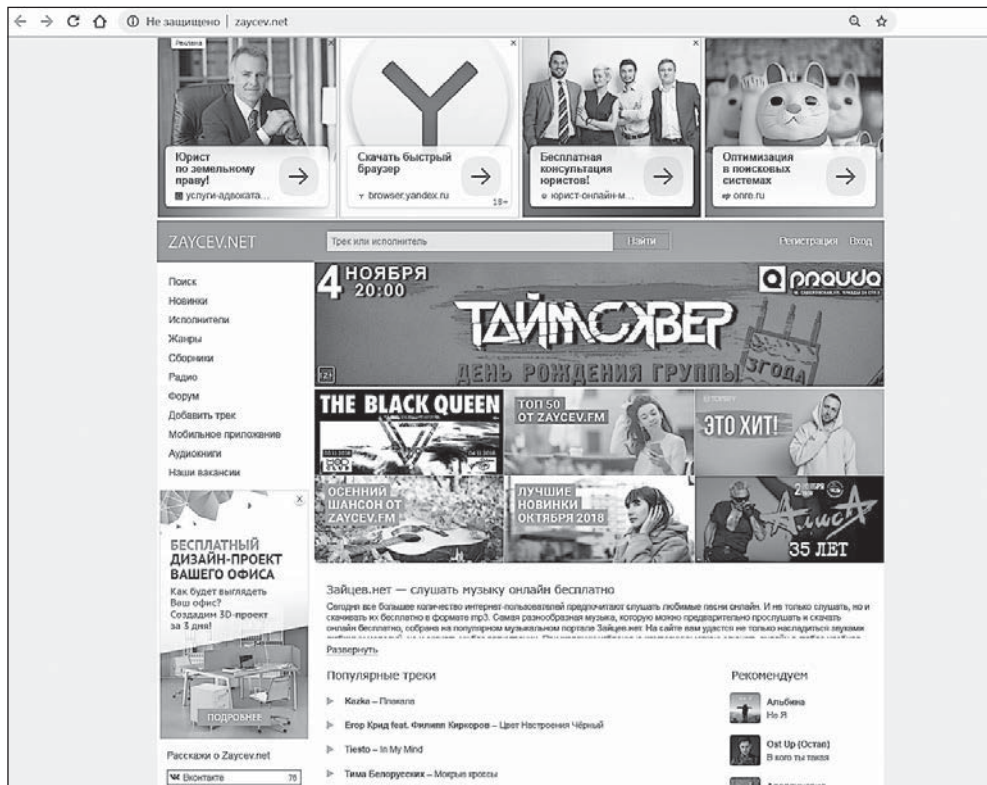 Не защищено | zaycev.net
Реклама
Юрист
по земельному
праву!
услуги-адвоката...
Скачать быстрый
браузер
browser.yandex.ru
18+
Бесплатная
консультация
юристов!
юрист-онлайн-м...
Оптимизация
в поисковых
системах
onre.ru
ZAYCEV.NET
Трек или исполнитель
Найти
Регистрация Вход
Поиск
Новинки
Исполнители
Жанры
Сборники
Радио
Форум
Добавить трек
Мобильное приложение
Аудиокниги
Наши вакансии
4 НОЯБРЯ
20:00
pravda
ТАЙМСКВЕР
ДЕНЬ РОЖДЕНИЯ ГРУППЫ
3 ГОДА
12+
THE BLACK QUEEN
ТОП 50
ОТ ZAYCEV.FM
ЭТО ХИТ!
ОСЕННИЙ
ШАНСОН ОТ
ZAYCEV.FM
ЛУЧШИЕ
НОВИНКИ
ОКТЯБРЯ 2018
АлисА
35 ЛЕТ
БЕСПЛАТНЫЙ
ДИЗАЙН-ПРОЕКТ
ВАШЕГО ОФИСА
Как будет выглядеть
Ваш офис?
Создадим 3D-проект
за 3 дня!
ПОДРОБНЕЕ
Расскажи о Zaycev.net
Вконтакте 76
Зайцев.нет — слушать музыку онлайн бесплатно
Сегодня все большее количество интернет-пользователей предпочитают слушать любимые песни онлайн. И не только слушать, но и
скачивать их бесплатно в формате mp3. Самая разнообразная музыка, которую можно предварительно прослушать и скачать
онлайн бесплатно, собрана на популярном музыкальном портале Зайцев.нет. На сайте вам удастся не только насладиться звуками
Развернуть
Популярные треки
Kazka – Плакала
Егор Крид feat. Филипп Киркоров – Цвет Настроения Чёрный
Tiesto – In My Mind
Тима Белорусских – Мокрые кроссы
Рекомендуем
Альбина
Не Я
Ost Up (Остап)
В кого ты такая